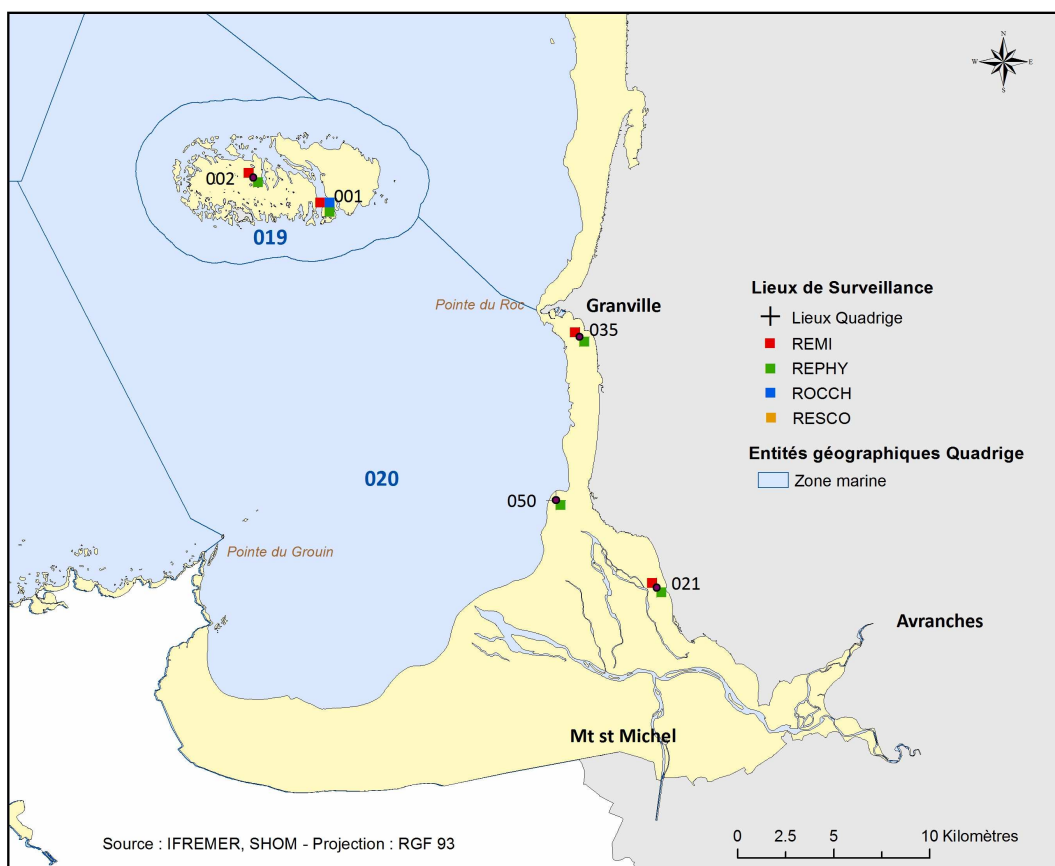 N
W
E
S
002
001
019
Pointe du Roc
Granville
035
Lieux de Surveillance
Lieux Quadrige
REMI
REPHY
ROCCH
RESCO
Entités géographiques Quadrige
Zone marine
020
050
Pointe du Grouin
021
Avranches
Mt st Michel
Source : IFREMER, SHOM - Projection : RGF 93
0 2.5 5 10 Kilomètres